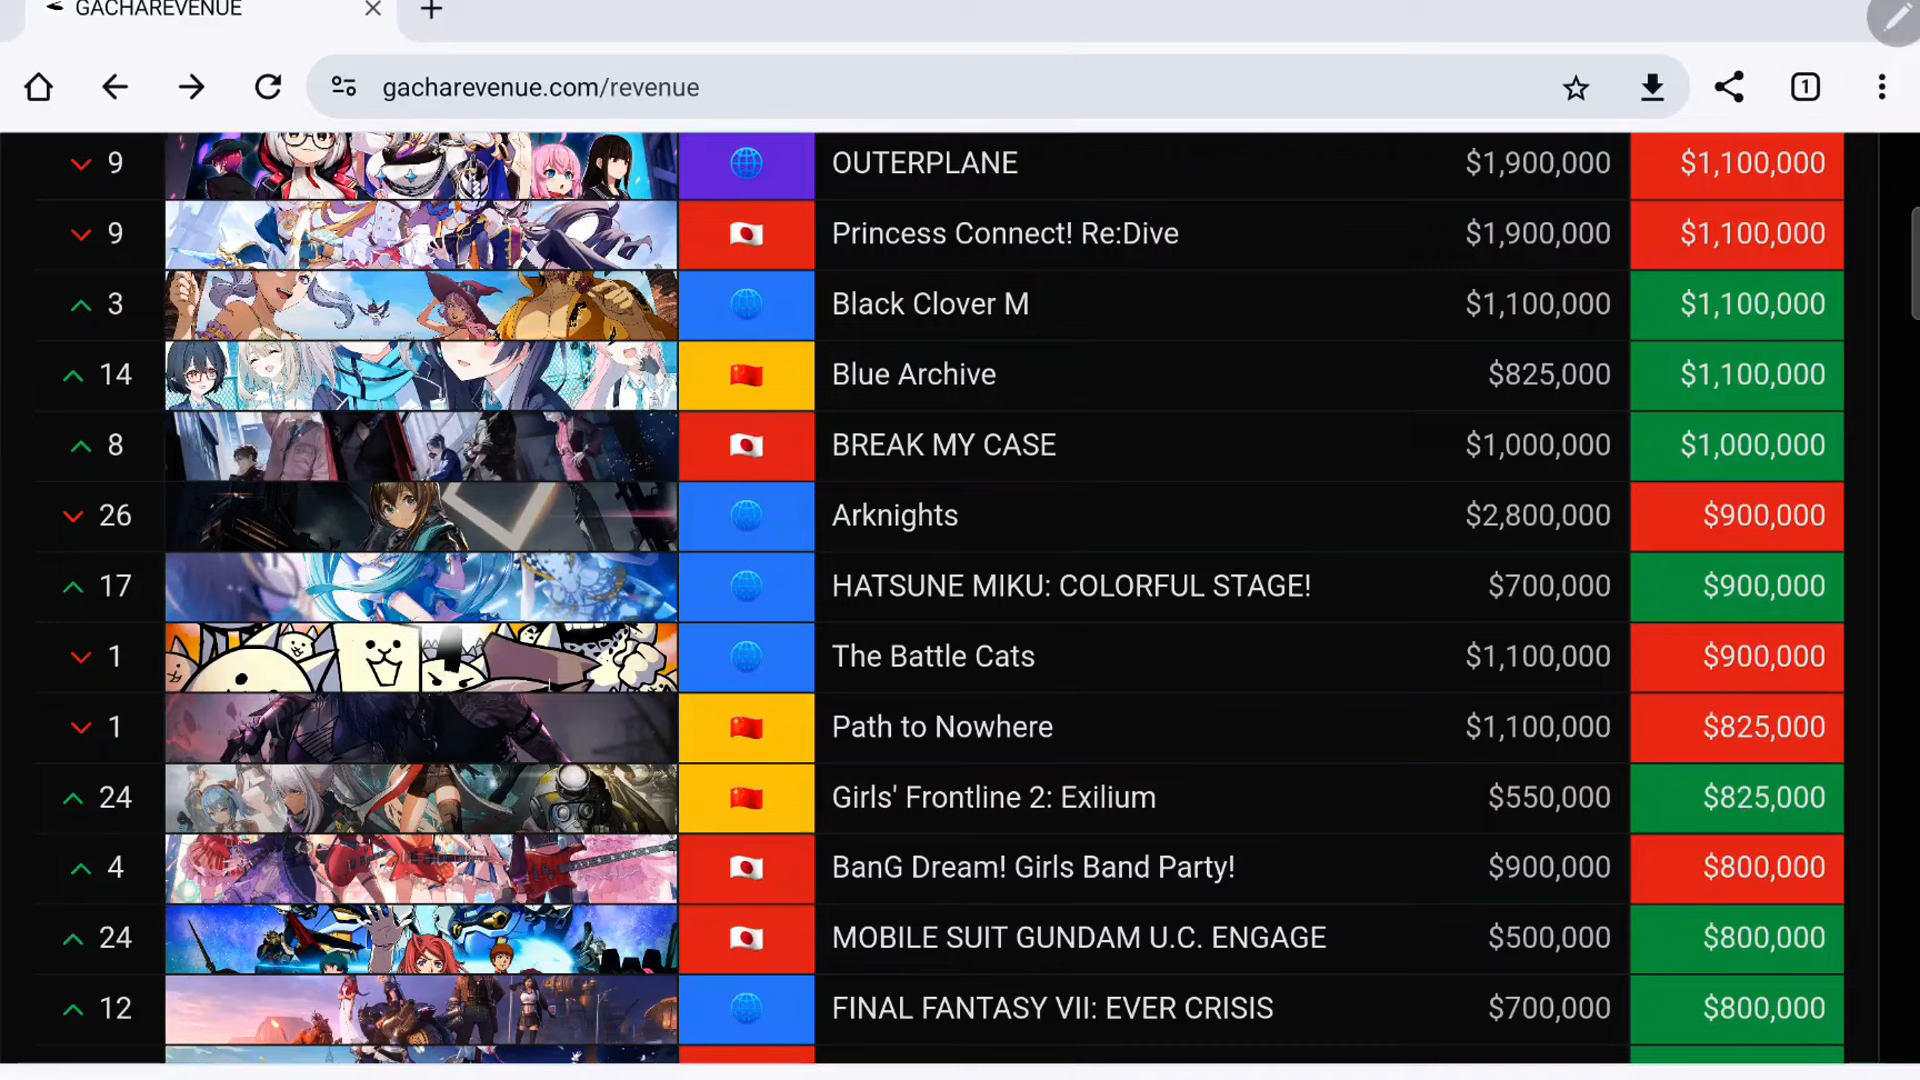 GACHAREVENUE
gacharevenue.com/revenue
1
9 OUTERPLANE $1,900,000 $1,100,000
9 Princess Connect! Re:Dive $1,900,000 $1,100,000
3 Black Clover M $1,100,000 $1,100,000
14 Blue Archive $825,000 $1,100,000
8 BREAK MY CASE $1,000,000 $1,000,000
26 Arknights $2,800,000 $900,000
17 HATSUNE MIKU: COLORFUL STAGE! $700,000 $900,000
1 The Battle Cats $1,100,000 $900,000
1 Path to Nowhere $1,100,000 $825,000
24 Girls' Frontline 2: Exilium $550,000 $825,000
4 BanG Dream! Girls Band Party! $900,000 $800,000
24 MOBILE SUIT GUNDAM U.C. ENGAGE $500,000 $800,000
12 FINAL FANTASY VII: EVER CRISIS $700,000 $800,000